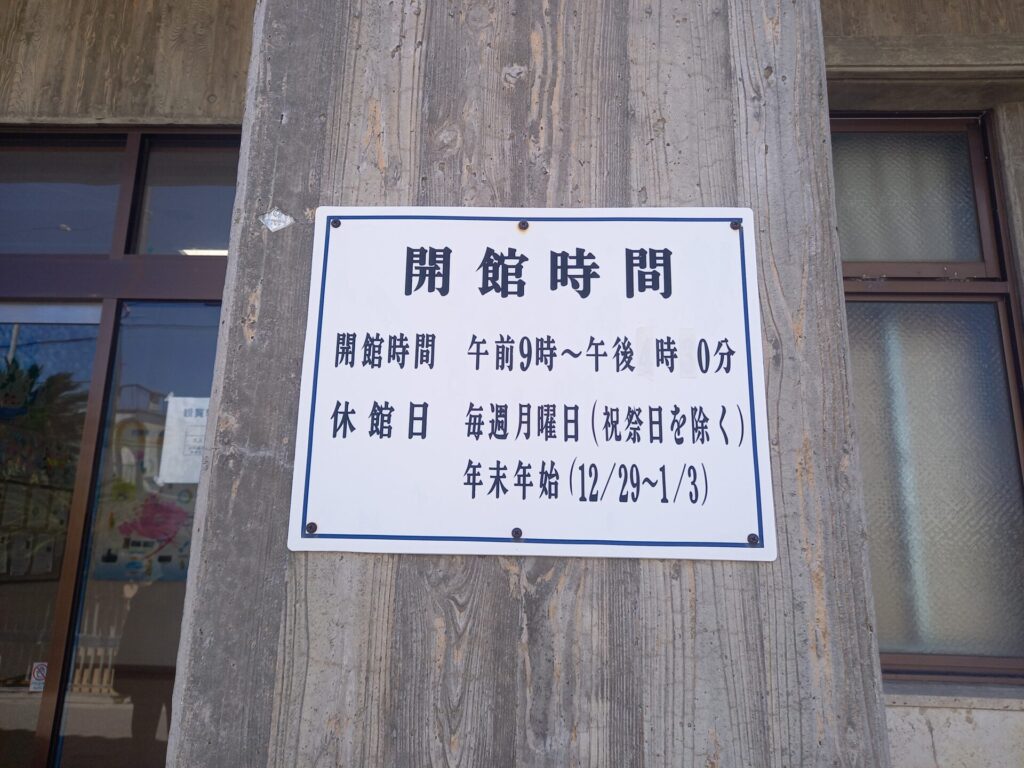 開館時間
開館時間 午前9時～午後 時 0分
休館日 毎週月曜日(祝祭日を除く)
年末年始(12/29~1/3)